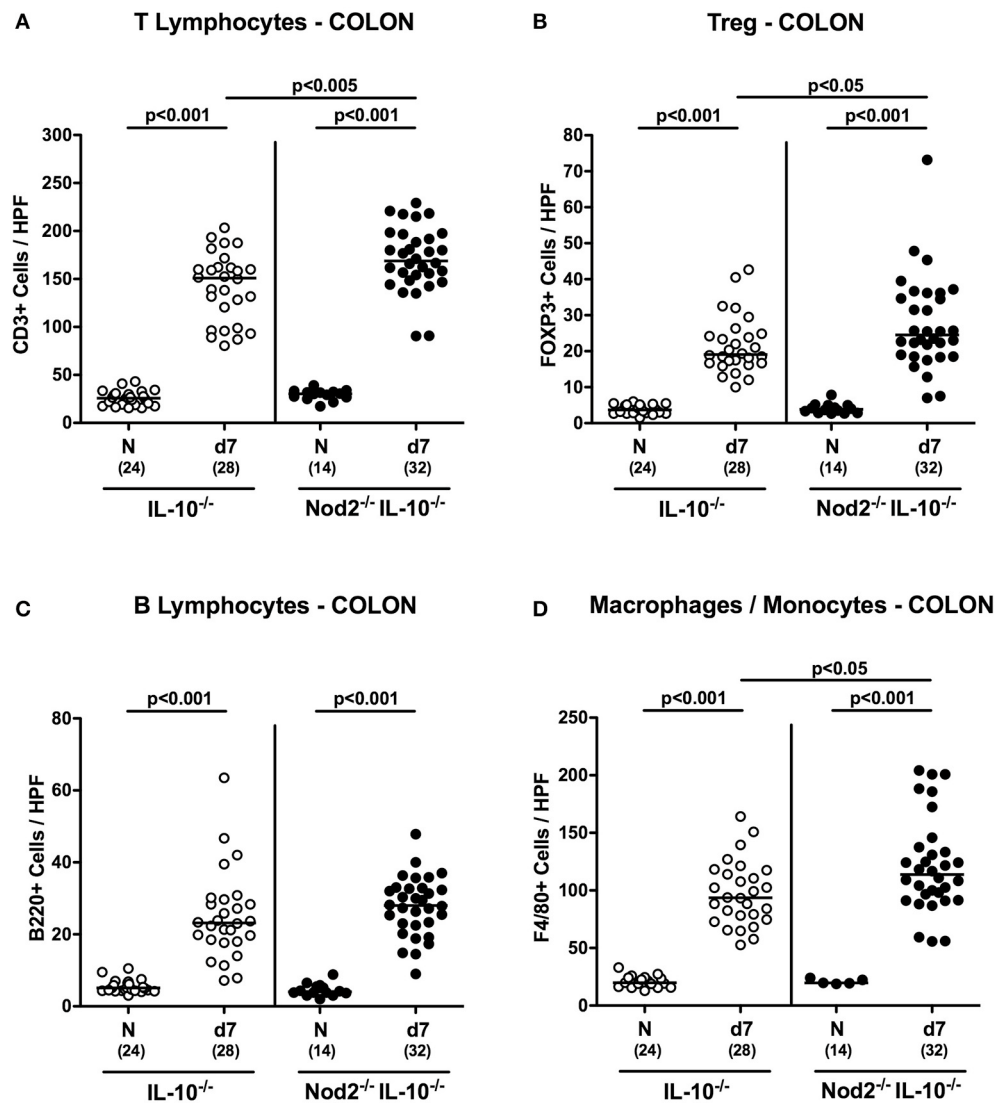 A
T Lymphocytes - COLON
p<0.005
p<0.001
p<0.001
CD3+ Cells / HPF
300
250
200
150
100
50
0
N
d7
N
d7
(24)
(28)
(14)
(32)
IL-10-/-
Nod2-/- IL-10-/-
B
Treg - COLON
p<0.05
p<0.001
p<0.001
FOXP3+ Cells / HPF
80
70
60
50
40
30
20
10
0
N
d7
N
d7
(24)
(28)
(14)
(32)
IL-10-/-
Nod2-/- IL-10-/-
C
B Lymphocytes - COLON
p<0.001
p<0.001
B220+ Cells / HPF
80
60
40
20
0
N
d7
N
d7
(24)
(28)
(14)
(32)
IL-10-/-
Nod2-/- IL-10-/-
D
Macrophages / Monocytes - COLON
p<0.05
p<0.001
p<0.001
F4/80+ Cells / HPF
250
200
150
100
50
0
N
d7
N
d7
(24)
(28)
(14)
(32)
IL-10-/-
Nod2-/- IL-10-/-